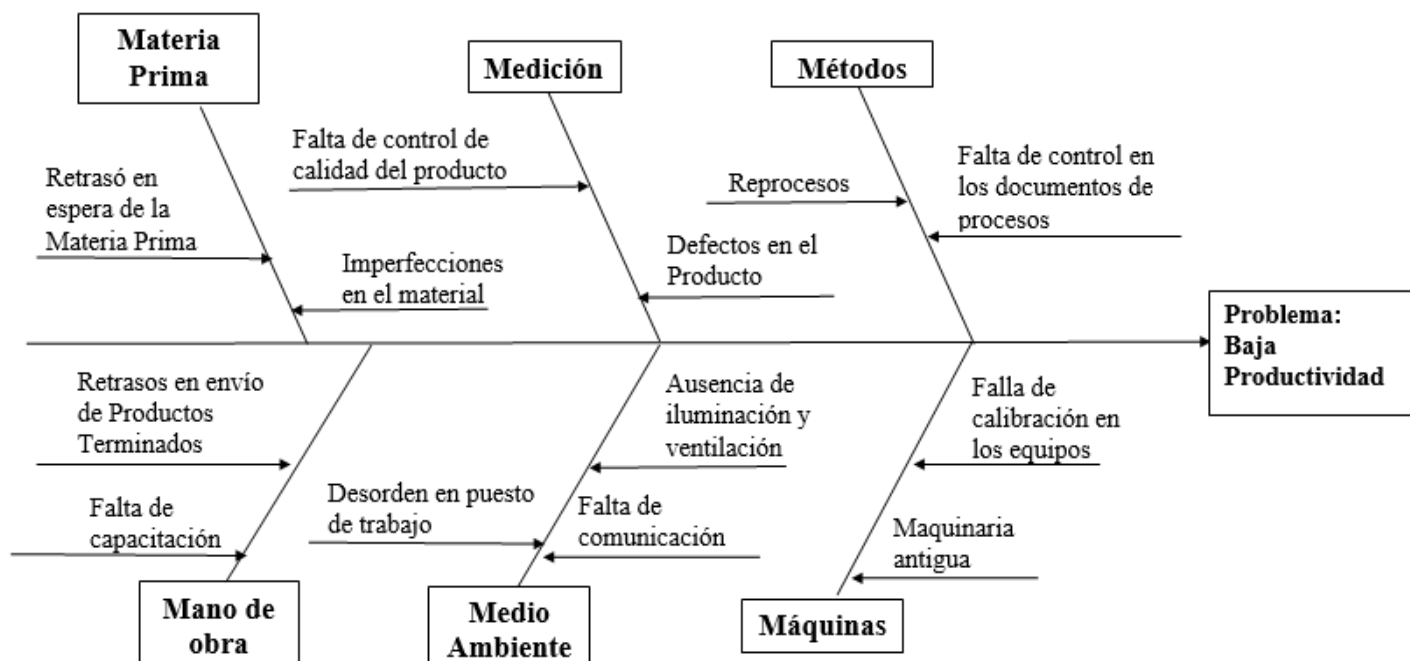 Materia
Prima
Medición
Métodos
Retrasó en
espera de la
Materia Prima
Imperfecciones
en el material
Falta de control de
calidad del producto
Defectos en el
Producto
Reprocesos
Falta de control en
los documentos de
procesos
Problema:
Baja
Productividad
Retrasos en envío
de Productos
Terminados
Falta de
capacitación
Desorden en puesto
de trabajo
Ausencia de
iluminación y
ventilación
Falta de
comunicación
Falla de
calibración en
los equipos
Maquinaria
antigua
Mano de
obra
Medio
Ambiente
Máquinas